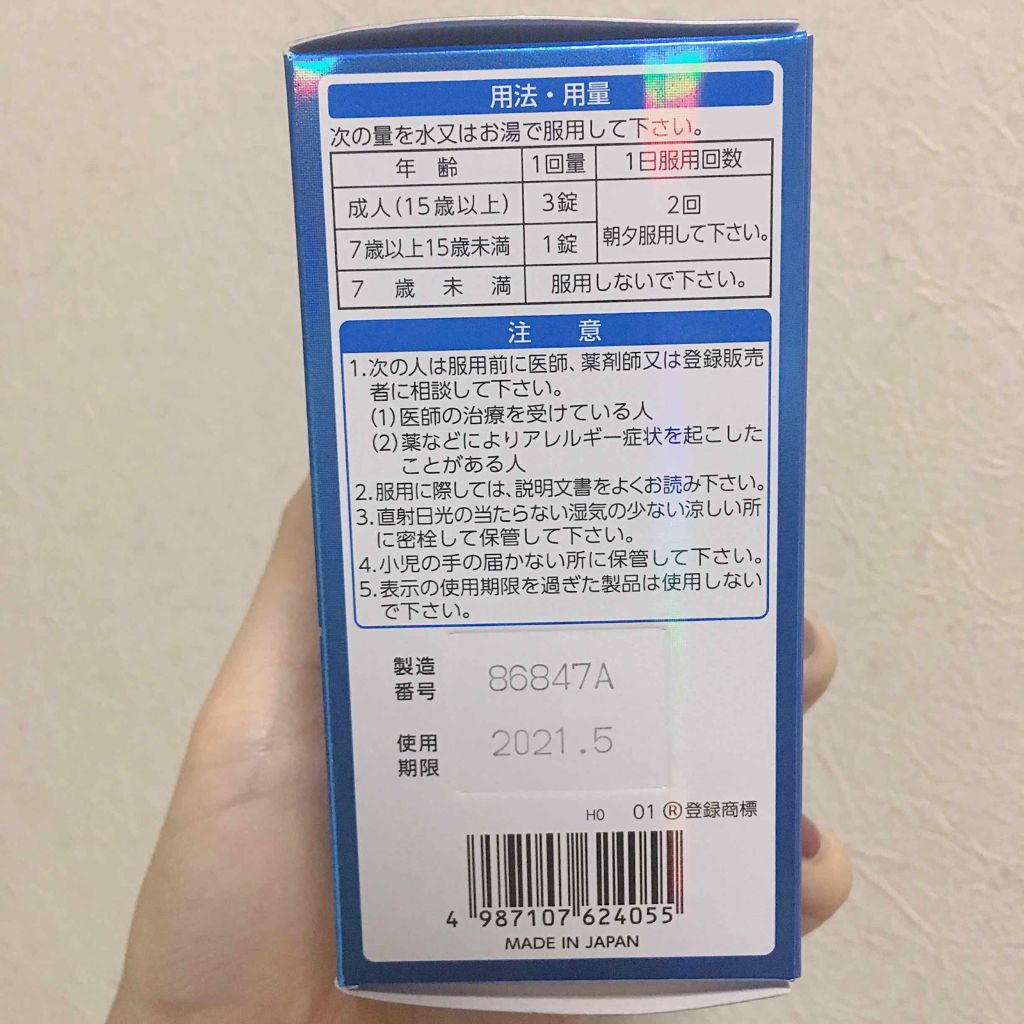 用法・用量
次の量を水又はお湯で服用して下さい。
年 齢 1回量 1日服用回数
成人(15歳以上) 3錠 2回
朝夕服用して下さい。
7歳以上15歳未満 1錠
7 歳 未 満 服用しないで下さい。
注 意
1.次の人は服用前に医師、薬剤師又は登録販売
者に相談して下さい。
(1)医師の治療を受けている人
(2)薬などによりアレルギー症状を起こした
ことがある人
2.服用に際しては、説明文書をよくお読み下さい。
3.直射日光の当たらない湿気の少ない涼しい所
に密栓して保管して下さい。
4.小児の手の届かない所に保管して下さい。
5.表示の使用期限を過ぎた製品は使用しない
で下さい。
製造
番号
86847A
使用
期限
2021.5
H0 01 ®登録商標
4 987107 624055
MADE IN JAPAN